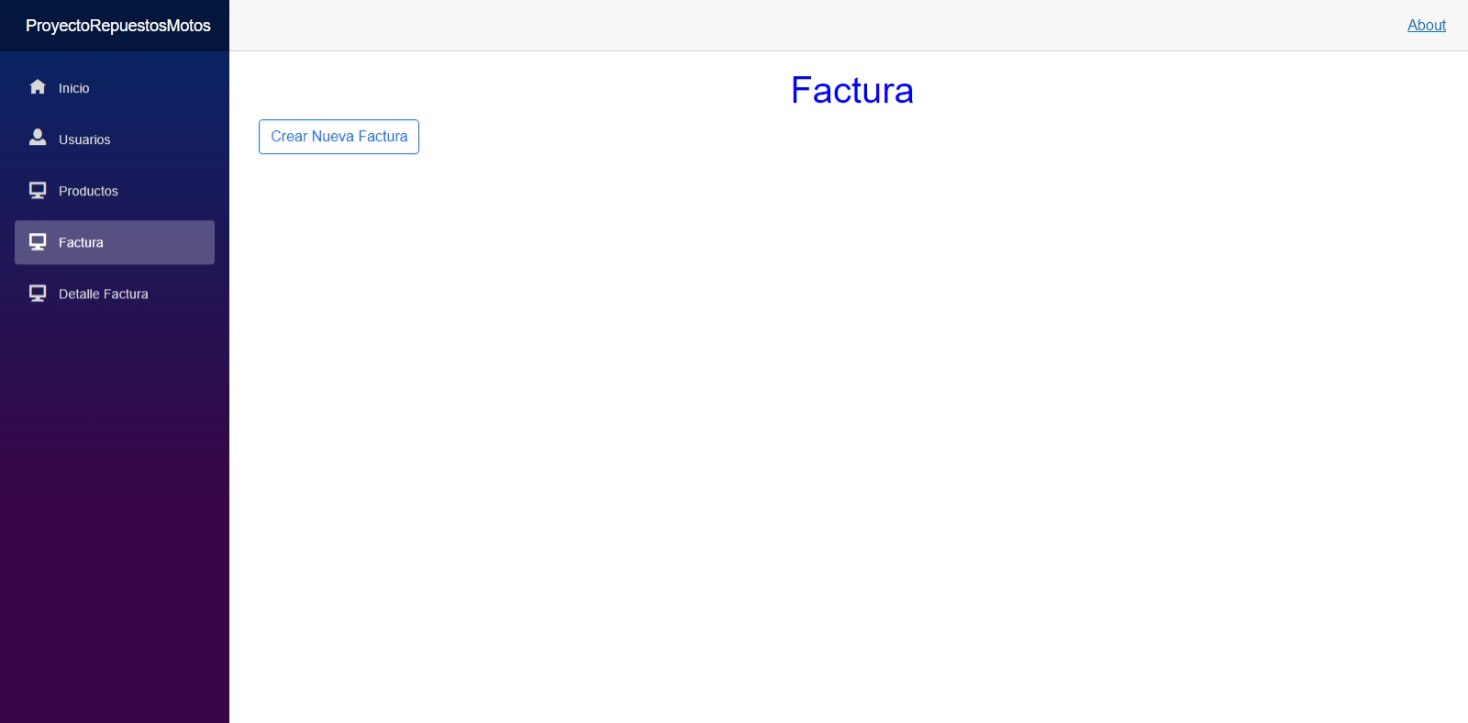 ProyectoRepuestosMotos
About
Inicio
Usuarios
Productos
Factura
Detalle Factura
Factura
Crear Nueva Factura